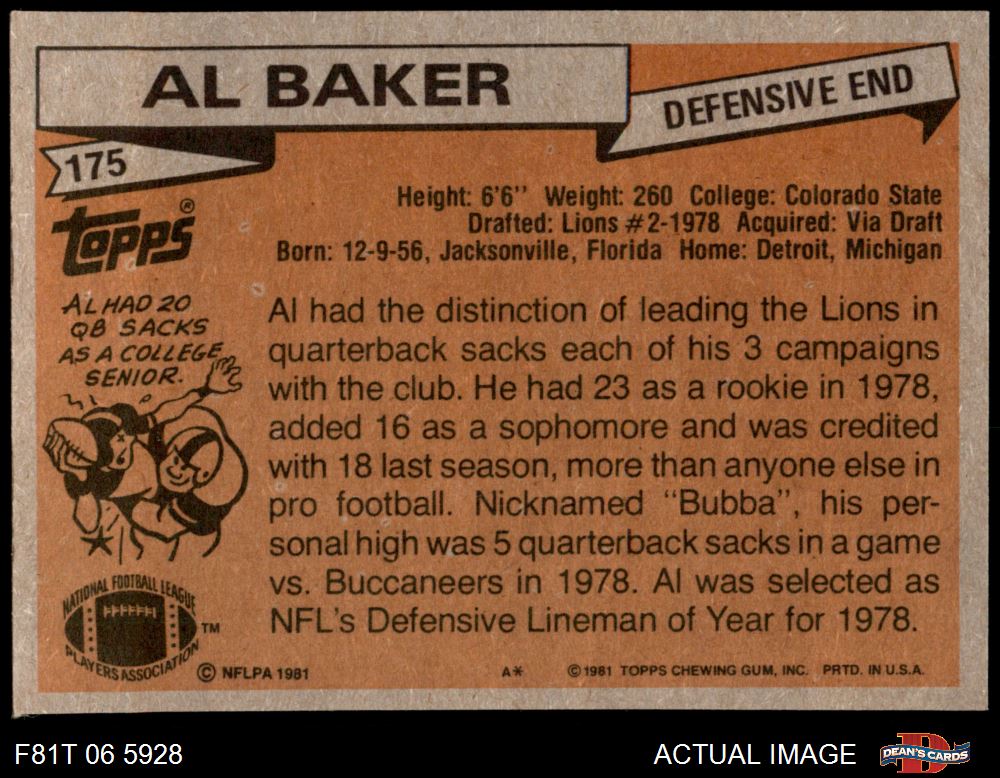 AL BAKER
DEFENSIVE END
175
Topps®
Height: 6'6" Weight: 260 College: Colorado State
Drafted: Lions #2-1978 Acquired: Via Draft
Born: 12-9-56, Jacksonville, Florida Home: Detroit, Michigan
AL HAD 20
QB SACKS
AS A COLLEGE
SENIOR.
Al had the distinction of leading the Lions in
quarterback sacks each of his 3 campaigns
with the club. He had 23 as a rookie in 1978,
added 16 as a sophomore and was credited
with 18 last season, more than anyone else in
pro football. Nicknamed "Bubba", his per-
sonal high was 5 quarterback sacks in a game
vs. Buccaneers in 1978. Al was selected as
NFL's Defensive Lineman of Year for 1978.
NATIONAL FOOTBALL LEAGUE
PLAYERS ASSOCIATION
TM
© NFLPA 1981
A*
© 1981 TOPPS CHEWING GUM, INC. PRTD. IN U.S.A.
F81T 06 5928
ACTUAL IMAGE
D
DEAN'S CARDS